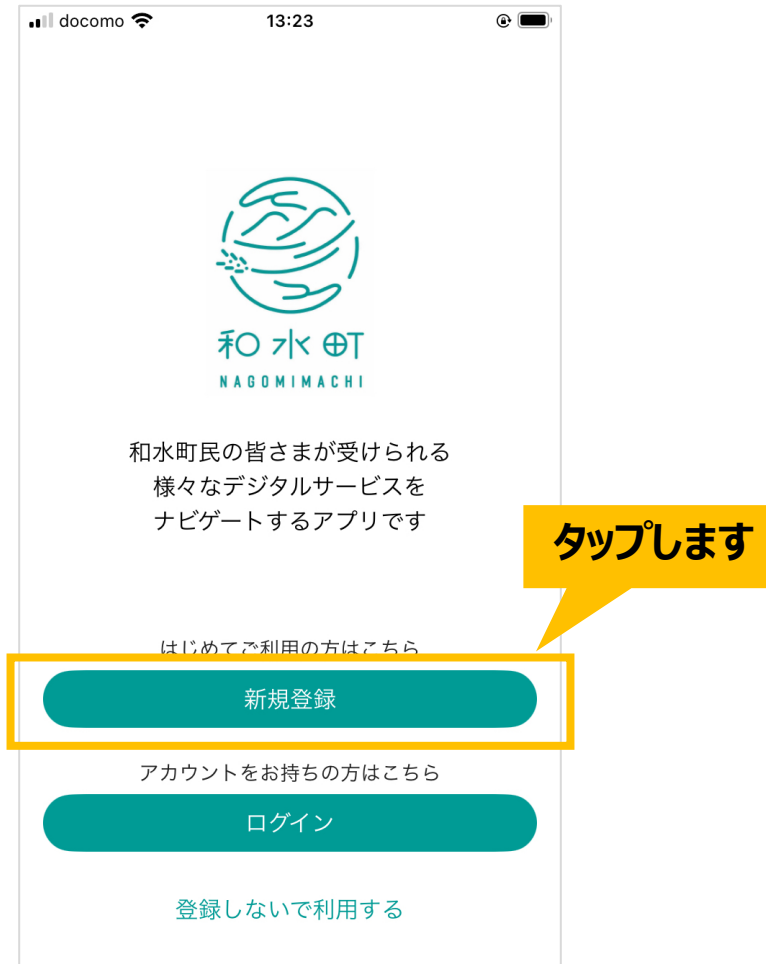 docomo 13:23
和水町
NAGOMIMACHI
和水町民の皆さまが受けられる
様々なデジタルサービスを
ナビゲートするアプリです
タップします
はじめてご利用の方はこちら
新規登録
アカウントをお持ちの方はこちら
ログイン
登録しないで利用する